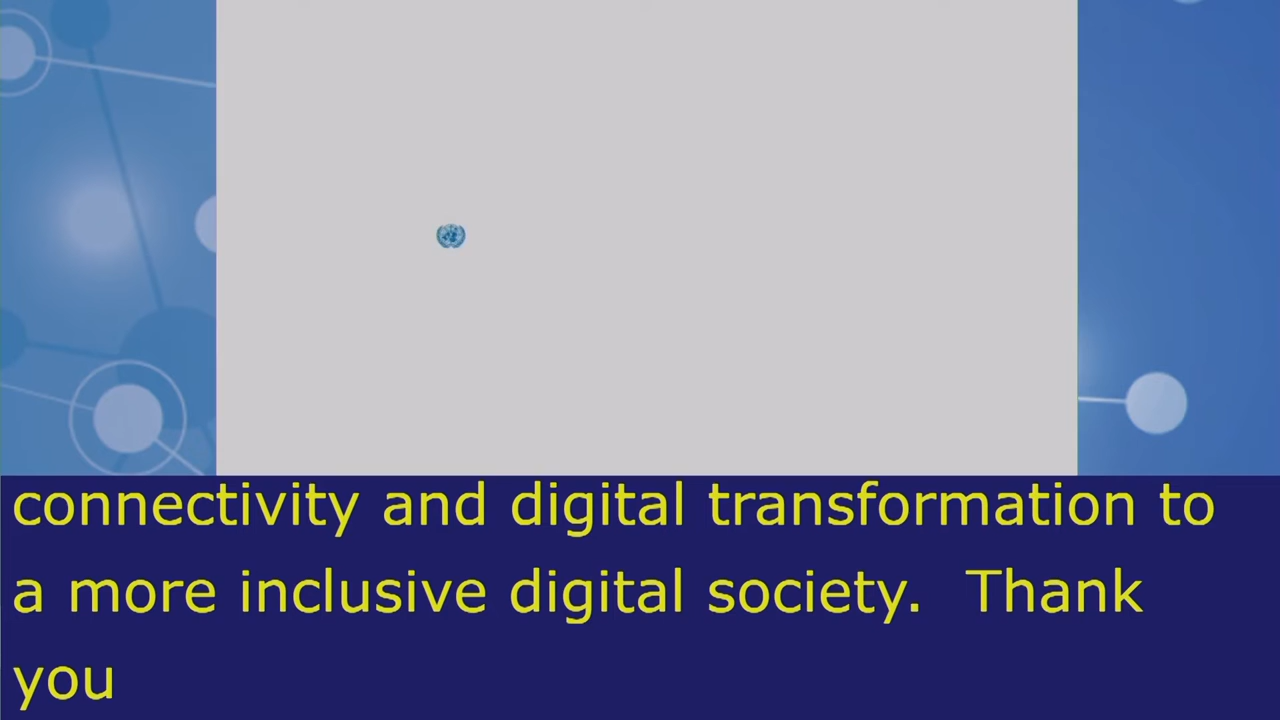 connectivity and digital transformation to
a more inclusive digital society.  Thank
you